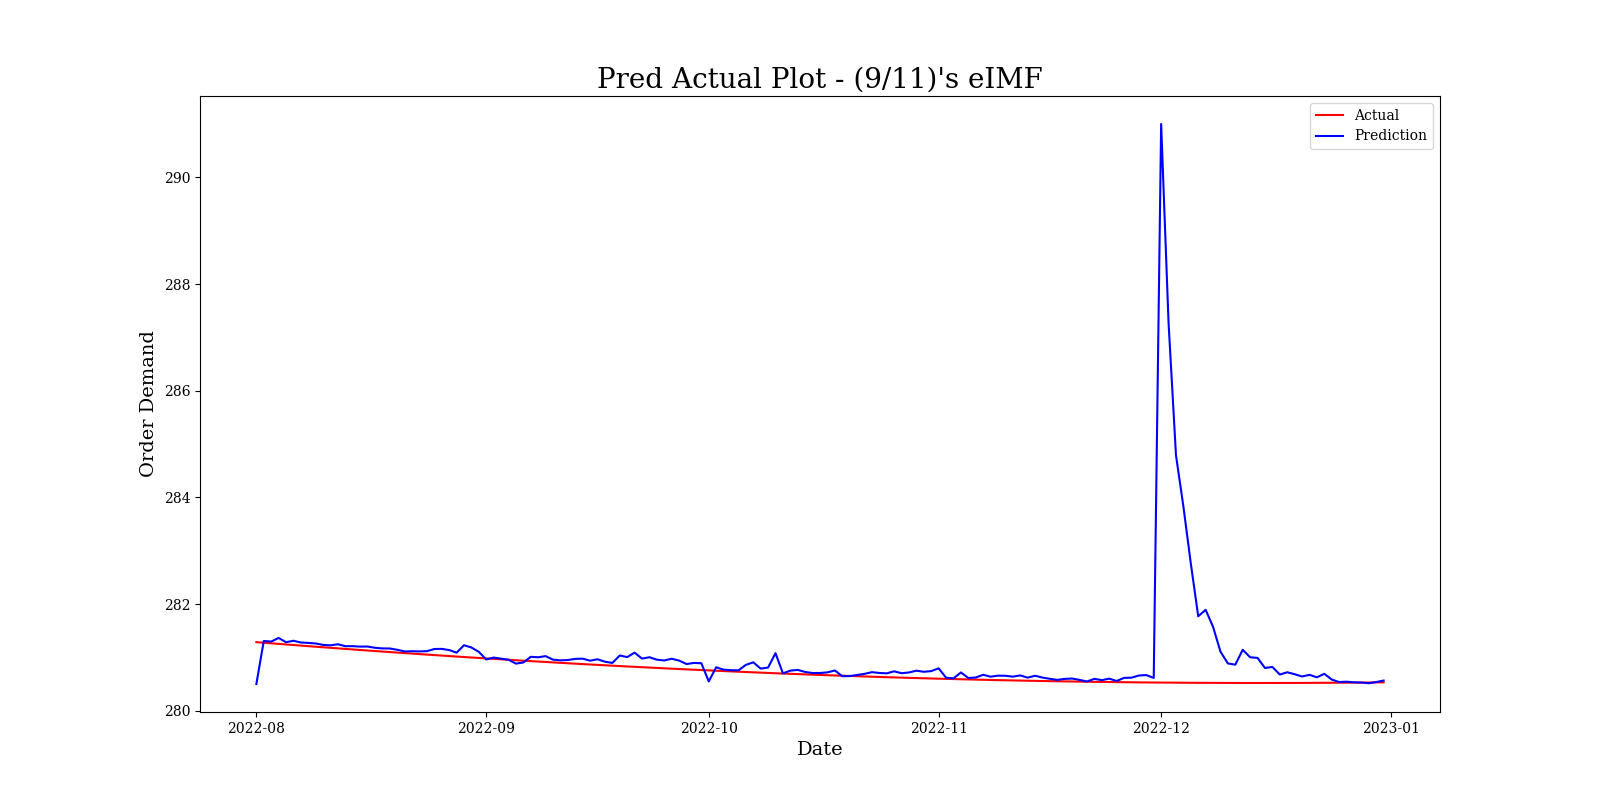 Pred Actual Plot - (9/11)'s eIMF
Actual
Prediction
Order Demand
290
288
286
284
282
280
2022-08
2022-09
2022-10
2022-11
2022-12
2023-01
Date